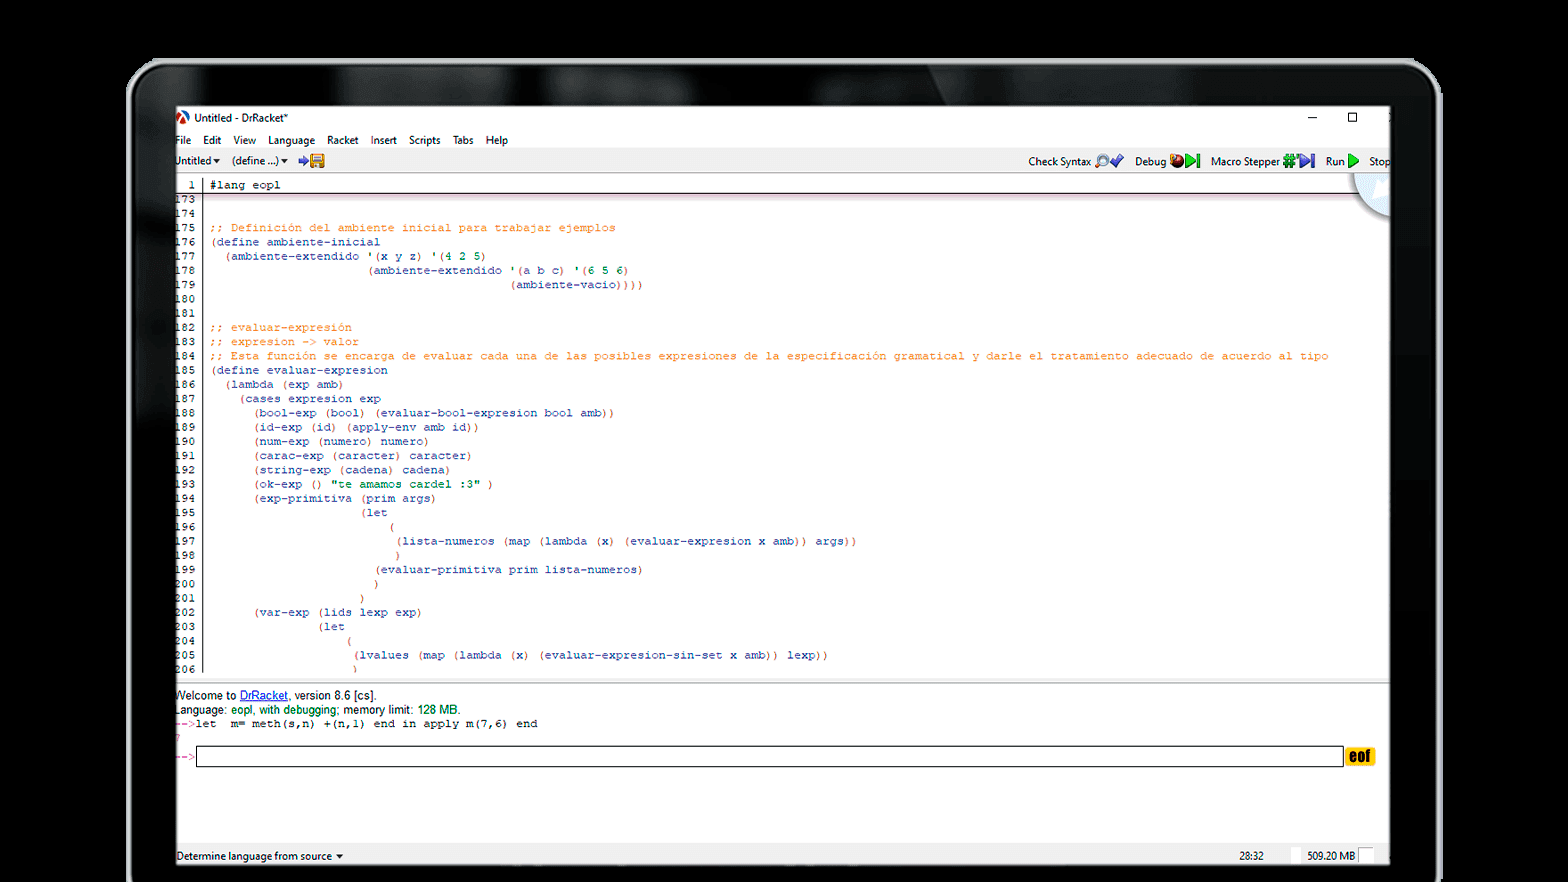 Untitled - DrRacket*
File Edit View Language Racket Insert Scripts Tabs Help
Untitled (define ...) Check Syntax Debug Macro Stepper Run Stop
1 #lang eopl
173
174
175 ;; Definición del ambiente inicial para trabajar ejemplos
176 (define ambiente-inicial
177 (ambiente-extendido '(x y z) '(4 2 5)
178 (ambiente-extendido '(a b c) '(6 5 6)
179 (ambiente-vacio))))
180
181
182 ;; evaluar-expresión
183 ;; expresion -> valor
184 ;; Esta función se encarga de evaluar cada una de las posibles expresiones de la especificación gramatical y darle el tratamiento adecuado de acuerdo al tipo
185 (define evaluar-expresion
186 (lambda (exp amb)
187 (cases expresion exp
188 (bool-exp (bool) (evaluar-bool-expresion bool amb))
189 (id-exp (id) (apply-env amb id))
190 (num-exp (numero) numero)
191 (carac-exp (caracter) caracter)
192 (string-exp (cadena) cadena)
193 (ok-exp () "te amamos cardel :3" )
194 (exp-primitiva (prim args)
195 (let
196 (
197 (lista-numeros (map (lambda (x) (evaluar-expresion x amb)) args))
198 )
199 (evaluar-primitiva prim lista-numeros)
200 )
201 )
202 (var-exp (lids lexp exp)
203 (let
204 (
205 (lvalues (map (lambda (x) (evaluar-expresion-sin-set x amb)) lexp))
206 )
Welcome to DrRacket, version 8.6 [cs].
Language: eopl, with debugging; memory limit: 128 MB.
-->let m= meth(s,n) +(n,1) end in apply m(7,6) end
7
--> eof
Determine language from source 28:32 509.20 MB